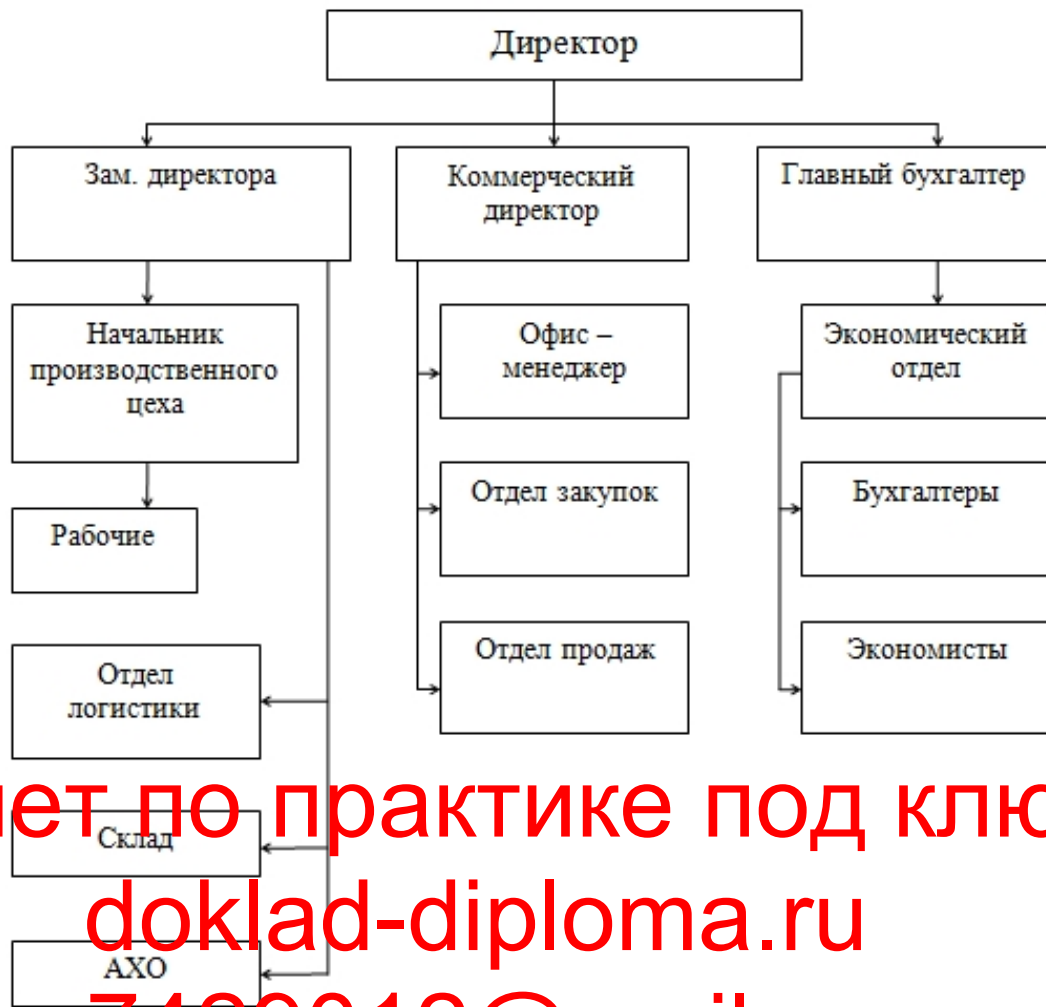 Директор
Зам. директора
Коммерческий
директор
Главный бухгалтер
Начальник
производственного
цеха
Офис –
менеджер
Экономический
отдел
Рабочие
Отдел закупок
Бухгалтеры
Отдел
логистики
Отдел продаж
Экономисты
по практике под
Склад
doklad-diploma.ru
АХО